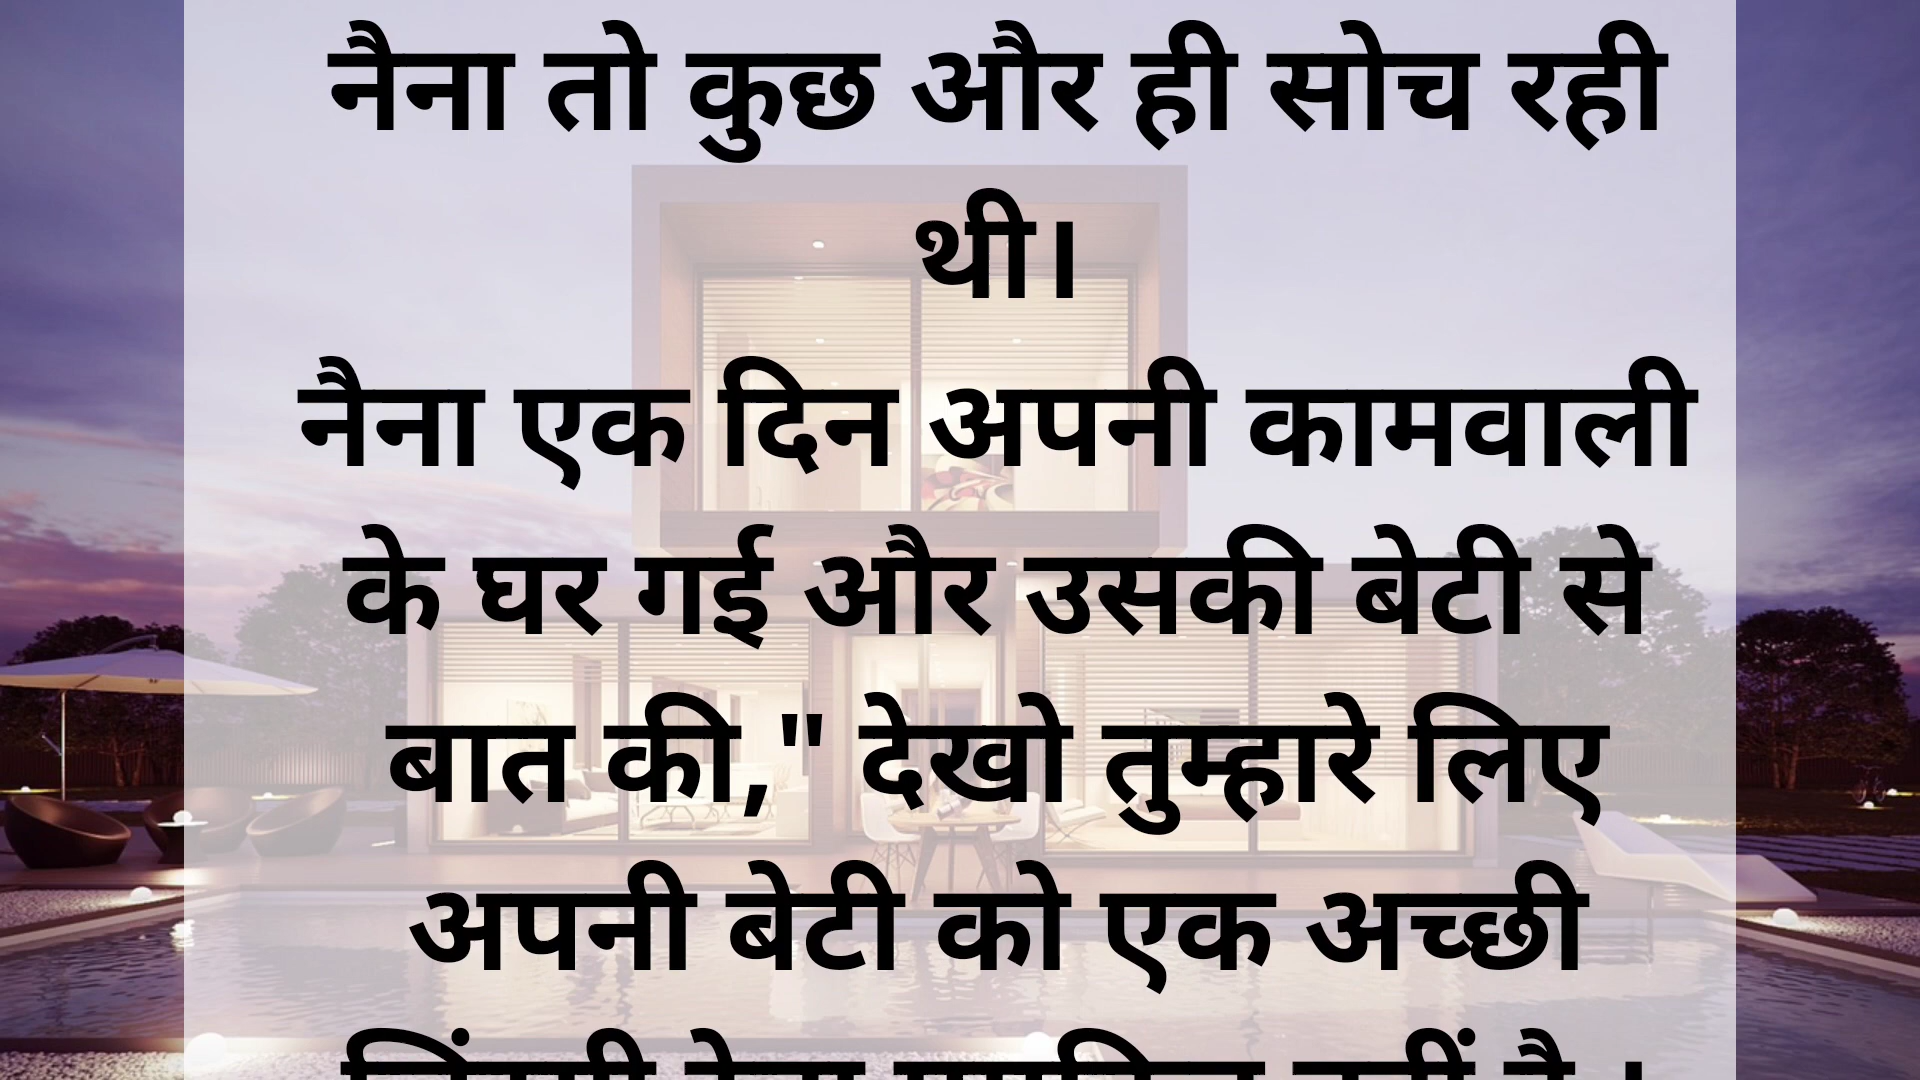 नैना तो कुछ और ही सोच रही
थी।
नैना एक दिन अपनी कामवाली
के घर गई और उसकी बेटी से
बात की," देखो तुम्हारे लिए
अपनी बेटी को एक अच्छी